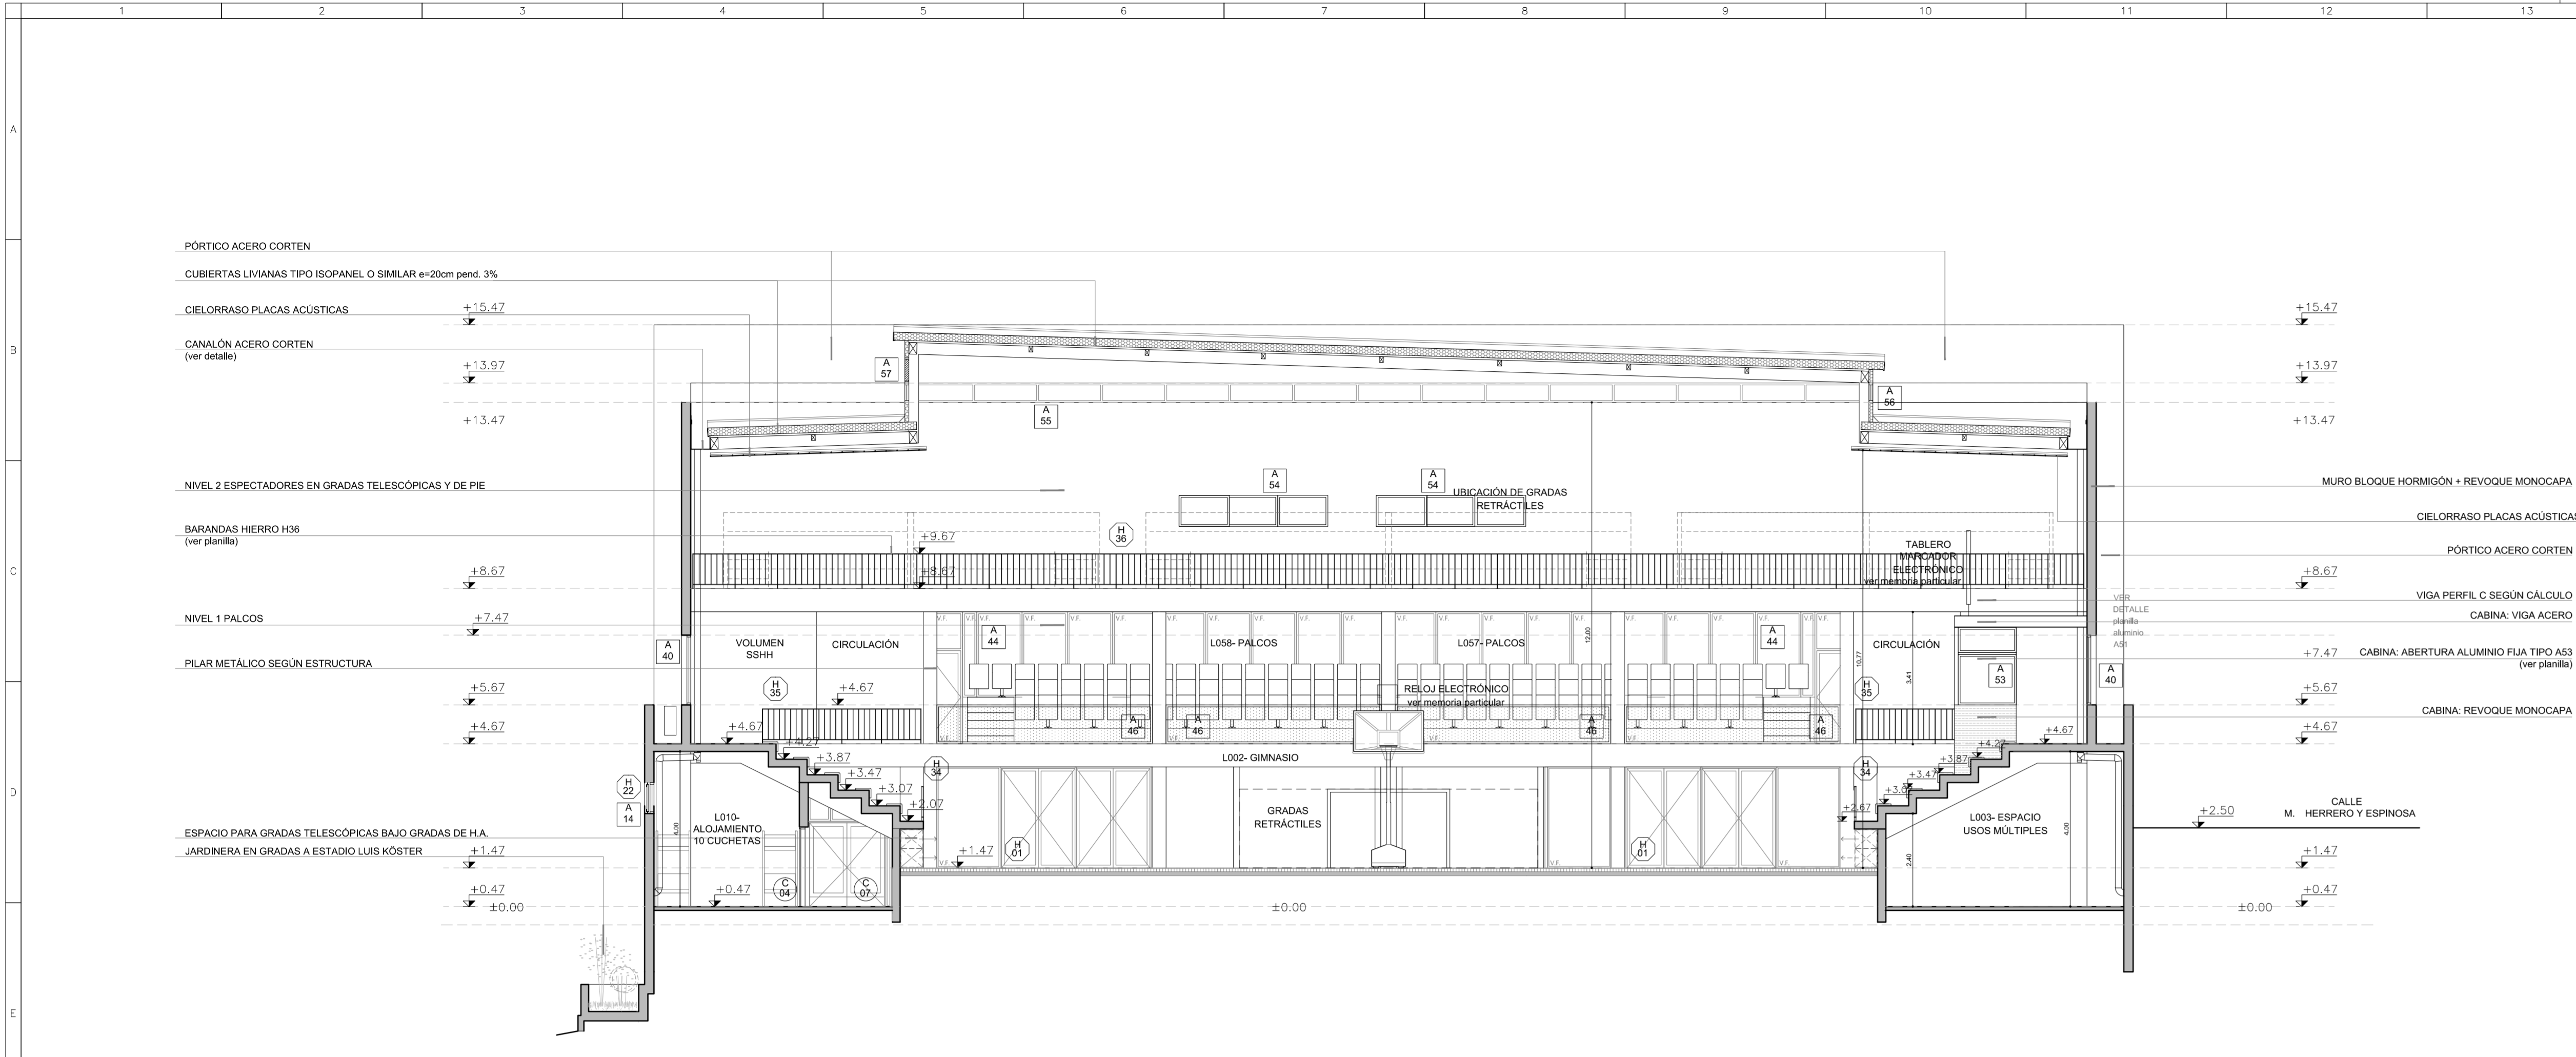 1 2 3 4 5 6 7 8 9 10 11 12 13
A
B
C
D
E
PÓRTICO ACERO CORTEN
CUBIERTAS LIVIANAS TIPO ISOPANEL O SIMILAR e=20cm pend. 3%
CIELORRASO PLACAS ACÚSTICAS
CANALÓN ACERO CORTEN
(ver detalle)
NIVEL 2 ESPECTADORES EN GRADAS TELESCÓPICAS Y DE PIE
BARANDAS HIERRO H36
(ver planilla)
NIVEL 1 PALCOS
PILAR METÁLICO SEGÚN ESTRUCTURA
ESPACIO PARA GRADAS TELESCÓPICAS BAJO GRADAS DE H.A.
JARDINERA EN GRADAS A ESTADIO LUIS KÖSTER
+15.47
+13.97
+13.47
+8.67
+7.47
+5.67
+4.67
+1.47
+0.47
±0.00
A
57
A
55
A
56
A
54
A
54
UBICACIÓN DE GRADAS
RETRÁCTILES
H
36
+9.67
+8.67
TABLERO
MARCADOR
ELECTRÓNICO
ver memoria particular
A
40
VOLUMEN
SSHH
CIRCULACIÓN
H
35
+4.67
+4.67
V.F. V.F. V.F. V.F. V.F. V.F. V.F. V.F. V.F. V.F. V.F. V.F. V.F. V.F. V.F. V.F. V.F. V.F. V.F. V.F. V.F.
A
44
L058- PALCOS
L057- PALCOS
12,00
A
44
RELOJ ELECTRÓNICO
ver memoria particular
A
46
A
46
A
46
A
46
V.F. V.F. V.F. V.F.
CIRCULACIÓN
10,77
3,41
H
35
A
53
A
40
VER
DETALLE
planilla
aluminio
A51
+4.67
+4.27
+3.87
+3.47
+3.07
+2.07
H
34
L002- GIMNASIO
H
34
+4.27
+3.87
+3.47
+2.67
H
22
A
14
L010-
ALOJAMIENTO
10 CUCHETAS
4,00
+0.47
C
04
C
07
+1.47
H
01
GRADAS
RETRÁCTILES
H
01
V.F. V.F. V.F. V.F. V.F.
L003- ESPACIO
USOS MÚLTIPLES
4,00
2,40
±0.00
+15.47
+13.97
+13.47
+8.67
+7.47
+5.67
+4.67
+2.50
+1.47
+0.47
±0.00
CALLE
M. HERRERO Y ESPINOSA
MURO BLOQUE HORMIGÓN + REVOQUE MONOCAPA
CIELORRASO PLACAS ACÚSTICAS
PÓRTICO ACERO CORTEN
VIGA PERFIL C SEGÚN CÁLCULO
CABINA: VIGA ACERO
CABINA: ABERTURA ALUMINIO FIJA TIPO A53
(ver planilla)
CABINA: REVOQUE MONOCAPA